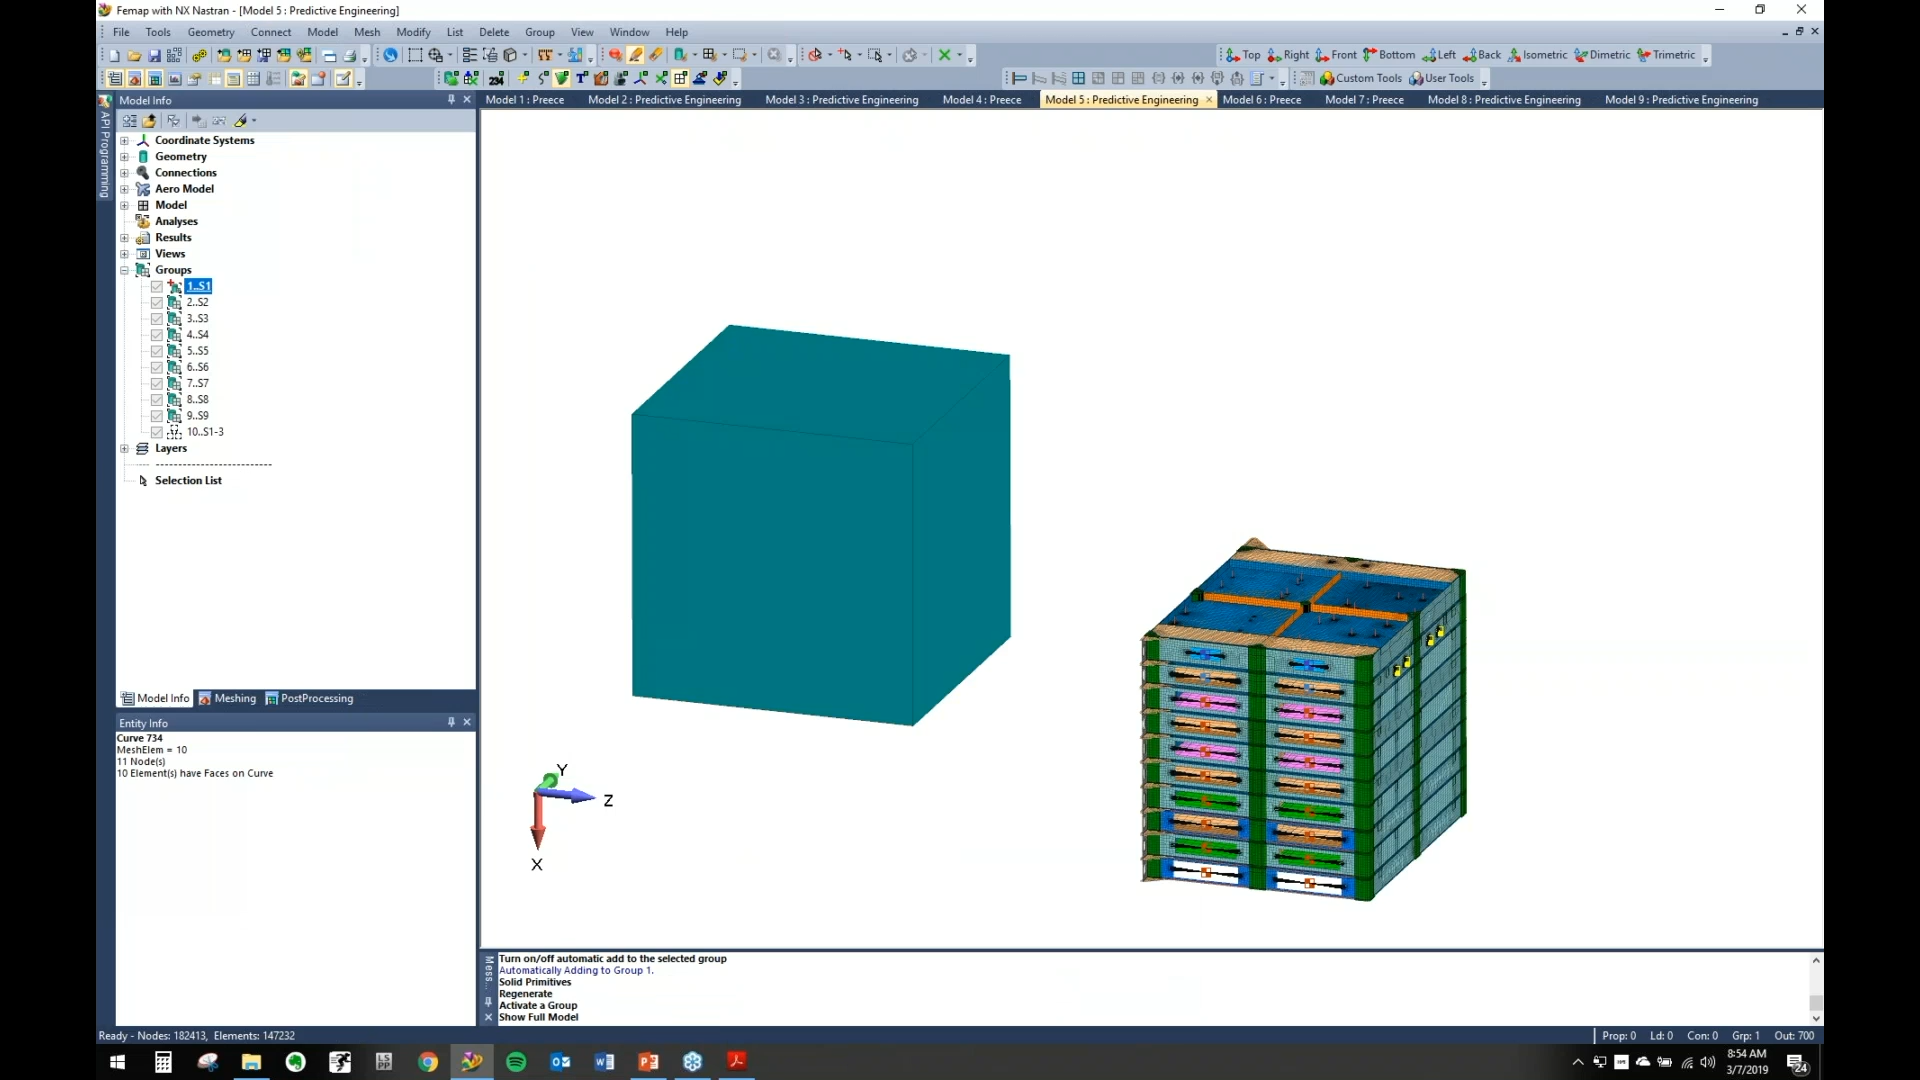 Femap with NX Nastran - [Model 5 : Predictive Engineering]
File Tools Geometry Connect Model Mesh Modify List Delete Group View Window Help
Top Right Front Bottom Left Back Isometric Dimetric Trimetric
234
Custom Tools User Tools
Model Info
Model 1 : Preece Model 2 : Predictive Engineering Model 3 : Predictive Engineering Model 4 : Preece Model 5 : Predictive Engineering Model 6 : Preece Model 7 : Preece Model 8 : Predictive Engineering Model 9 : Predictive Engineering
API Programming
Coordinate Systems
Geometry
Connections
Aero Model
Model
Analyses
Results
Views
Groups
1..S1
2..S2
3..S3
4..S4
5..S5
6..S6
7..S7
8..S8
9..S9
10..S1-3
Layers
Selection List
Model Info Meshing PostProcessing
Entity Info
Curve 734
MeshElem = 10
11 Node(s)
10 Element(s) have Faces on Curve
Y
Z
X
Mess...
Turn on/off automatic add to the selected group
Automatically Adding to Group 1.
Solid Primitives
Regenerate
Activate a Group
Show Full Model
Ready - Nodes: 182413, Elements: 147232
Prop: 0 Ld: 0 Con: 0 Grp: 1 Out: 700
LS
PP
8:54 AM
3/7/2019
24